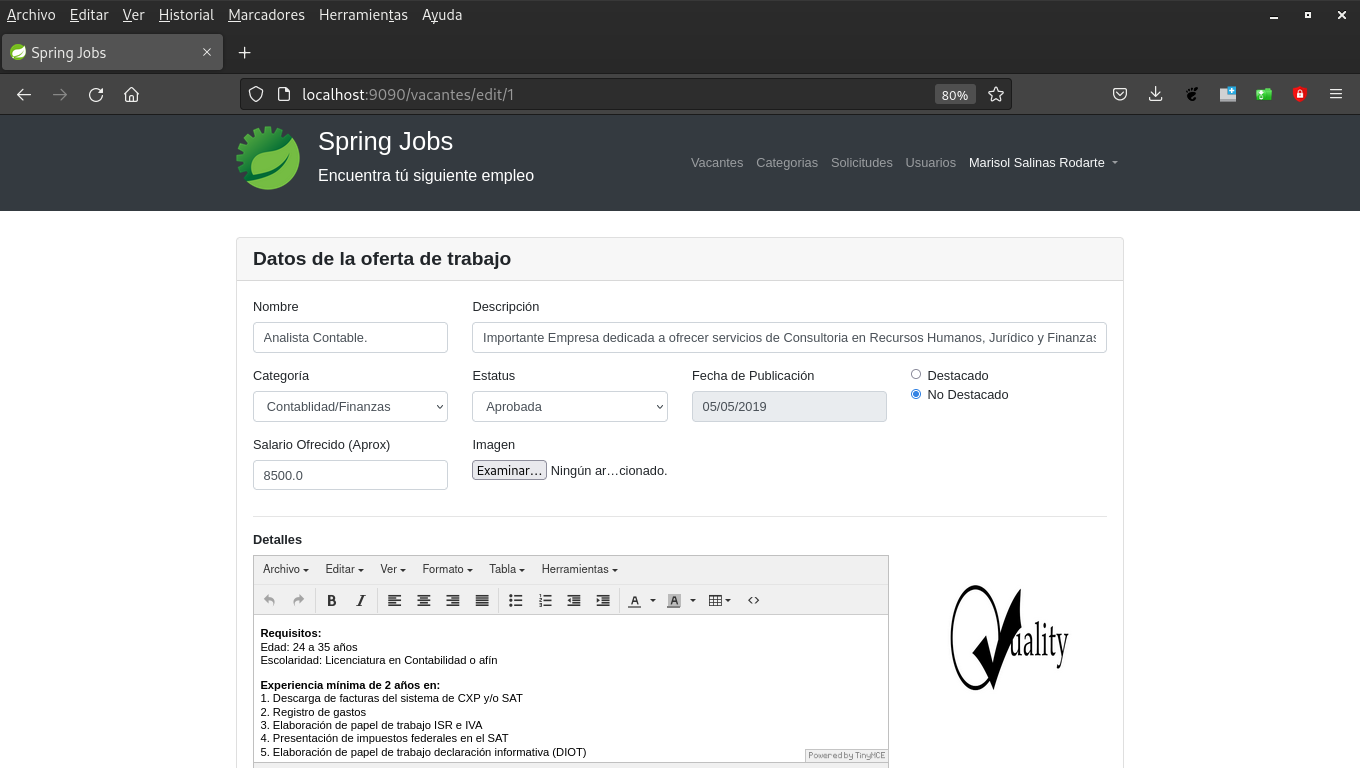 Archivo Editar Ver Historial Marcadores Herramientas Ayuda
Spring Jobs
localhost:9090/vacantes/edit/1
80%
Spring Jobs
Encuentra tú siguiente empleo
Vacantes Categorias Solicitudes Usuarios Marisol Salinas Rodarte
Datos de la oferta de trabajo
Nombre Descripción
Analista Contable. Importante Empresa dedicada a ofrecer servicios de Consultoria en Recursos Humanos, Jurídico y Finanzas
Categoría Estatus Fecha de Publicación Destacado
No Destacado
Contablidad/Finanzas Aprobada 05/05/2019
Salario Ofrecido (Aprox) Imagen
8500.0 Examinar... Ningún ar...cionado.
Detalles
Archivo Editar Ver Formato Tabla Herramientas
B I A A <>
Requisitos:
Edad: 24 a 35 años
Escolaridad: Licenciatura en Contabilidad o afín
Experiencia mínima de 2 años en:
1. Descarga de facturas del sistema de CXP y/o SAT
2. Registro de gastos
3. Elaboración de papel de trabajo ISR e IVA
4. Presentación de impuestos federales en el SAT
5. Elaboración de papel de trabajo declaración informativa (DIOT)
Powered by TinyMCE
Quality